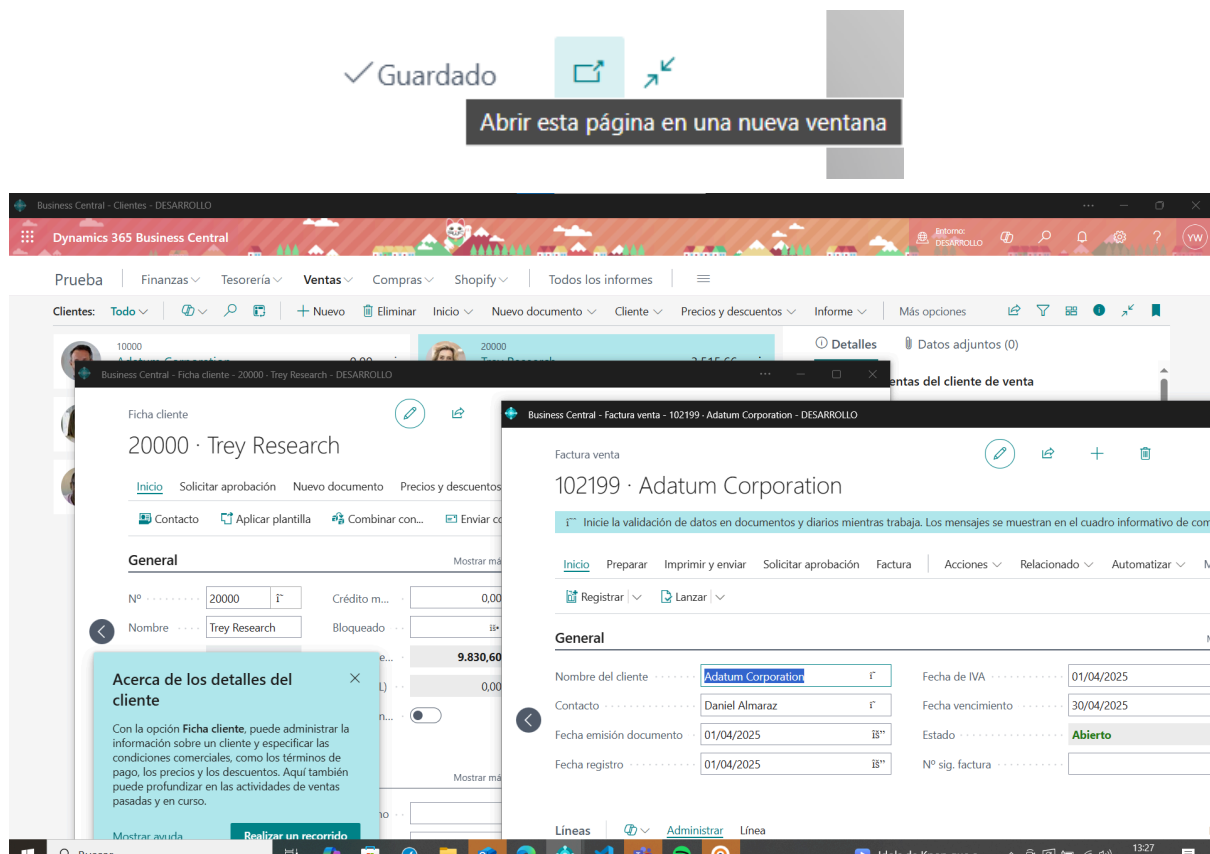 Guardado
Abrir esta página en una nueva ventana
Business Central - Clientes - DESARROLLO
Dynamics 365 Business Central
Entorno:
DESARROLLO
YW
Prueba Finanzas Tesorería Ventas Compras Shopify Todos los informes
Clientes: Todo Nuevo Eliminar Inicio Nuevo documento Cliente Precios y descuentos Informe Más opciones
10000
20000
Detalles Datos adjuntos (0)
Adatum Corporation 0,00
Trey Research 3.515,66
entas del cliente de venta
Business Central - Ficha cliente - 20000 · Trey Research - DESARROLLO
Ficha cliente
20000 · Trey Research
Inicio Solicitar aprobación Nuevo documento Precios y descuentos
Contacto Aplicar plantilla Combinar con... Enviar co
General Mostrar má
Nº 20000 Crédito m... 0,00
Nombre Trey Research Bloqueado
e... 9.830,60
L) 0,00
n...
Mostrar má
no
Acerca de los detalles del
cliente
Con la opción Ficha cliente, puede administrar la
información sobre un cliente y especificar las
condiciones comerciales, como los términos de
pago, los precios y los descuentos. Aquí también
puede profundizar en las actividades de ventas
pasadas y en curso.
Mostrar ayuda Realizar un recorrido
Business Central - Factura venta - 102199 · Adatum Corporation - DESARROLLO
Factura venta
102199 · Adatum Corporation
Inicie la validación de datos en documentos y diarios mientras trabaja. Los mensajes se muestran en el cuadro informativo de com
Inicio Preparar Imprimir y enviar Solicitar aprobación Factura Acciones Relacionado Automatizar M
Registrar Lanzar
General M
Nombre del cliente Adatum Corporation Fecha de IVA 01/04/2025
Contacto Daniel Almaraz Fecha vencimiento 30/04/2025
Fecha emisión documento 01/04/2025 Estado Abierto
Fecha registro 01/04/2025 Nº sig. factura
Líneas Administrar Línea
13:27